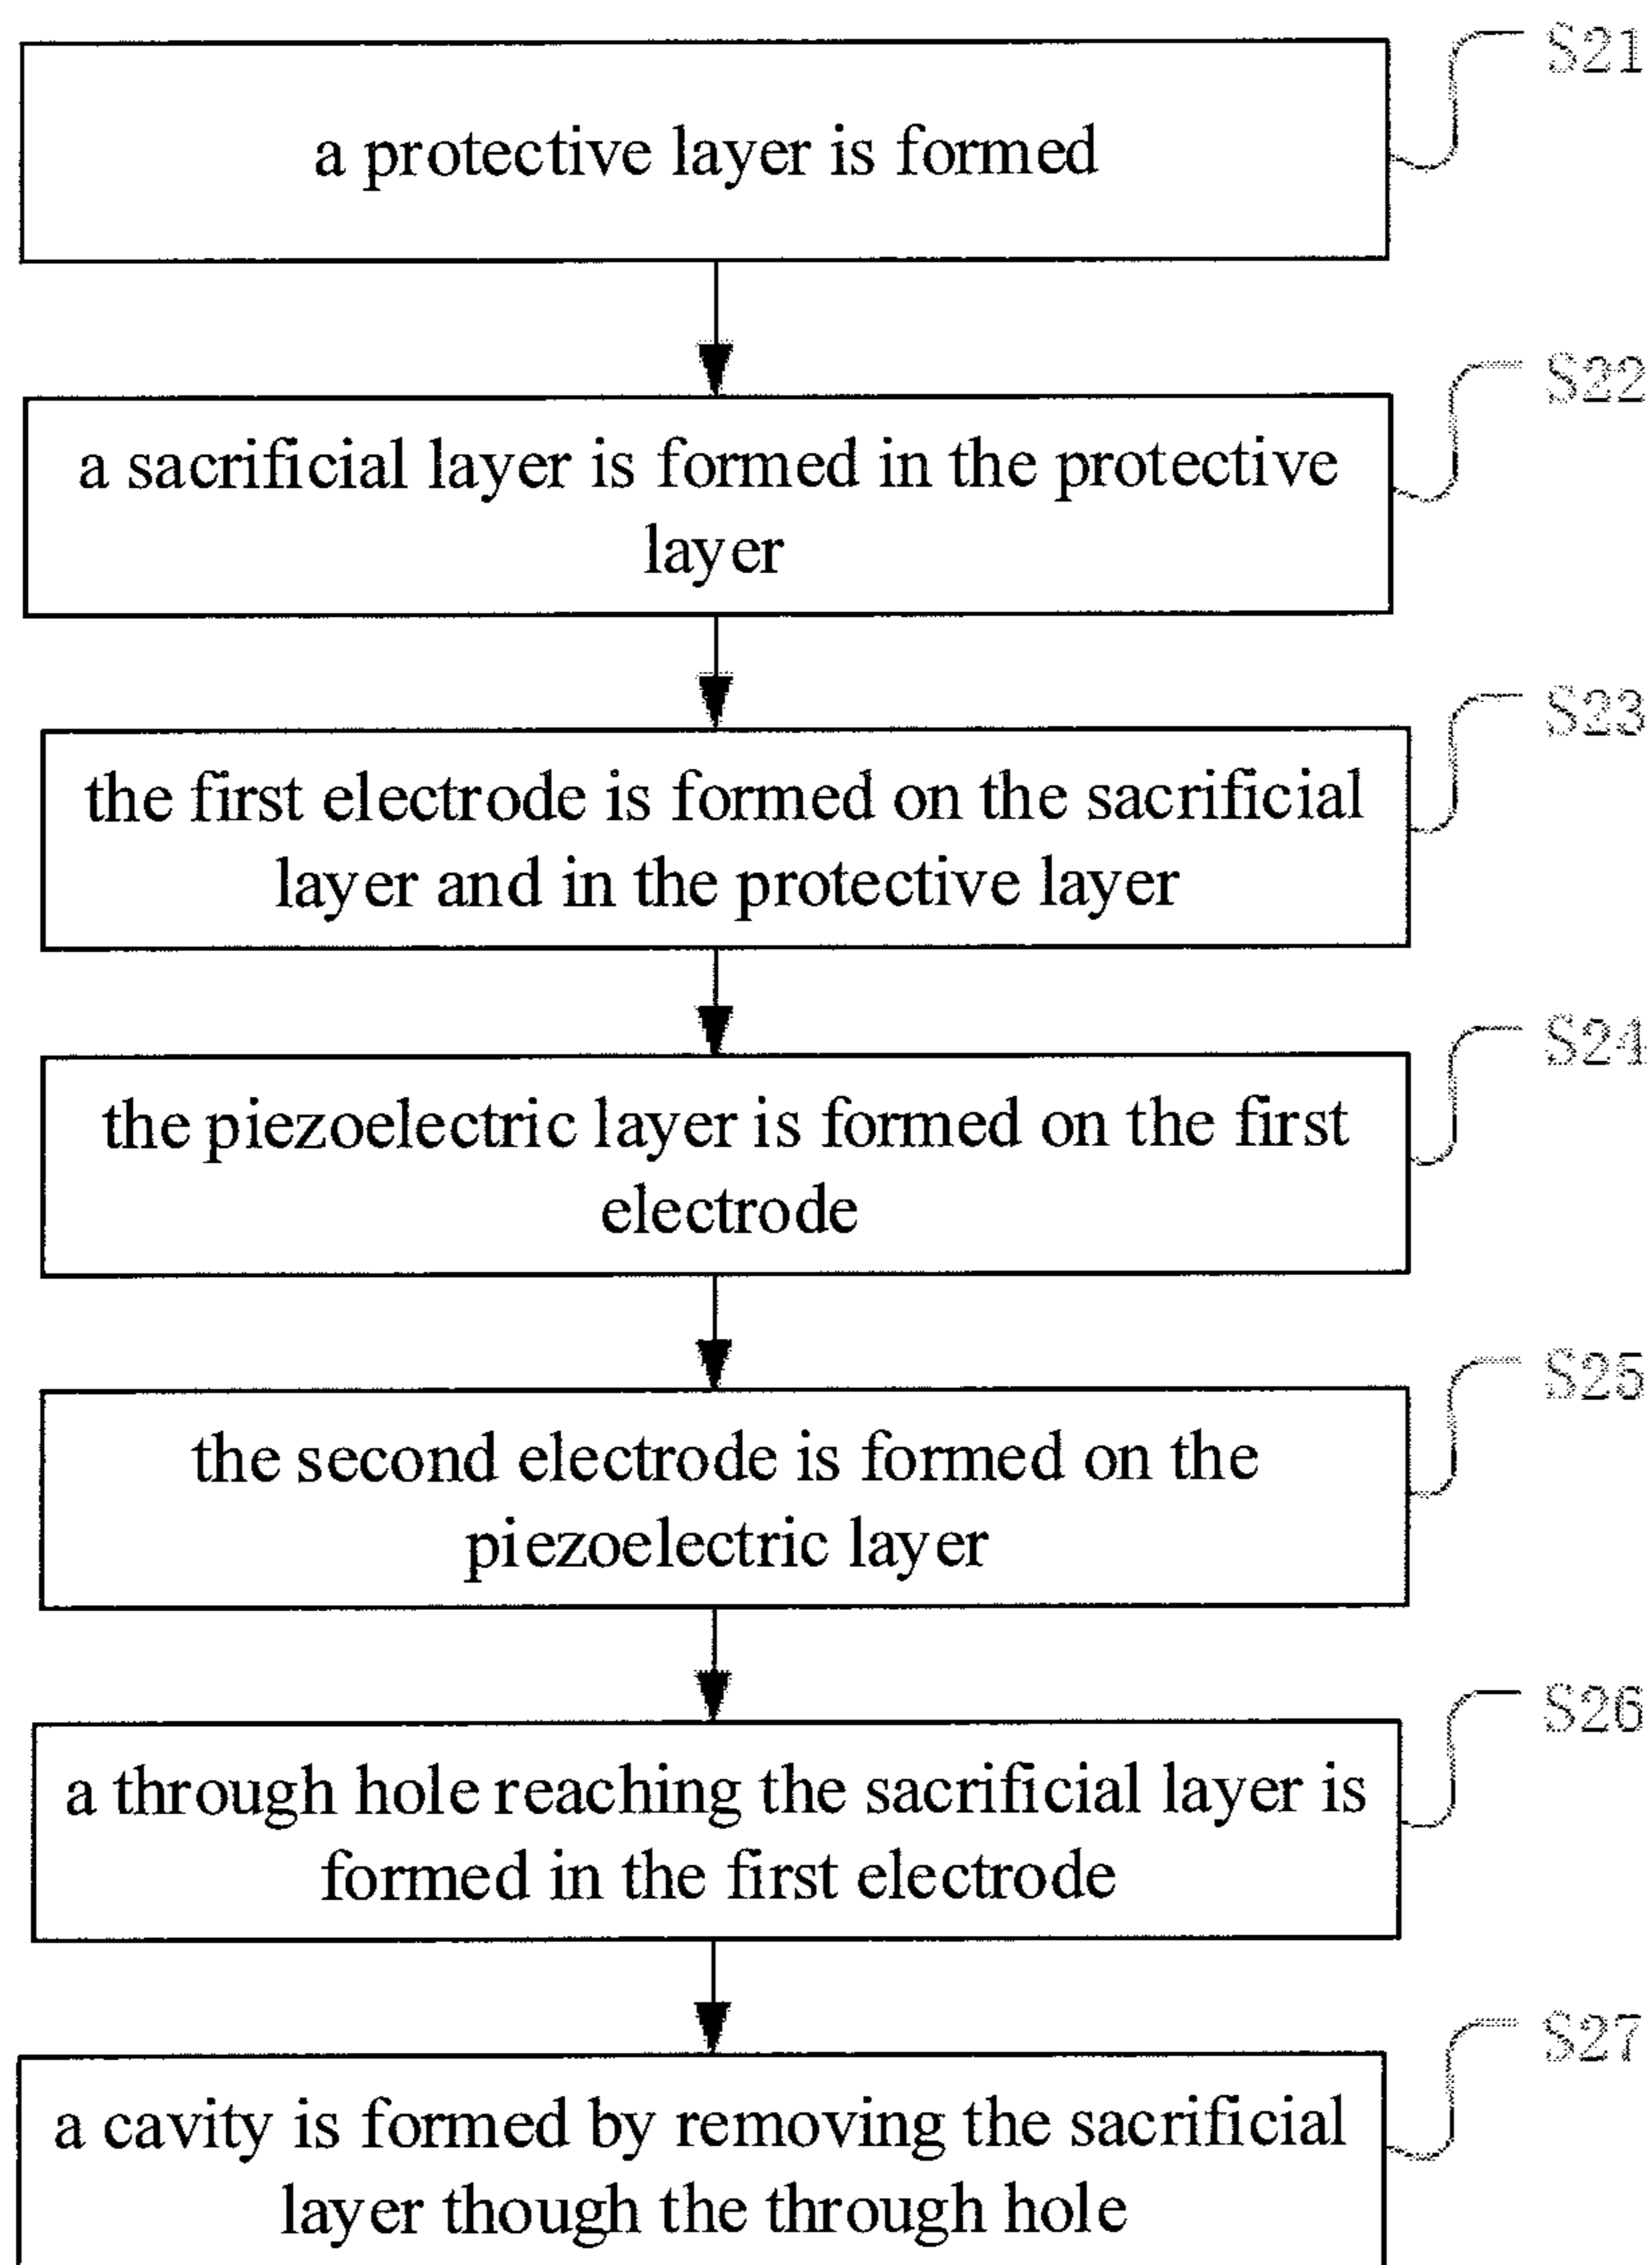 S21
a protective layer is formed
S22
a sacrificial layer is formed in the protective
layer
S23
the first electrode is formed on the sacrificial
layer and in the protective layer
S24
the piezoelectric layer is formed on the first
electrode
S25
the second electrode is formed on the
piezoelectric layer
S26
a through hole reaching the sacrificial layer is
formed in the first electrode
S27
a cavity is formed by removing the sacrificial
layer though the through hole